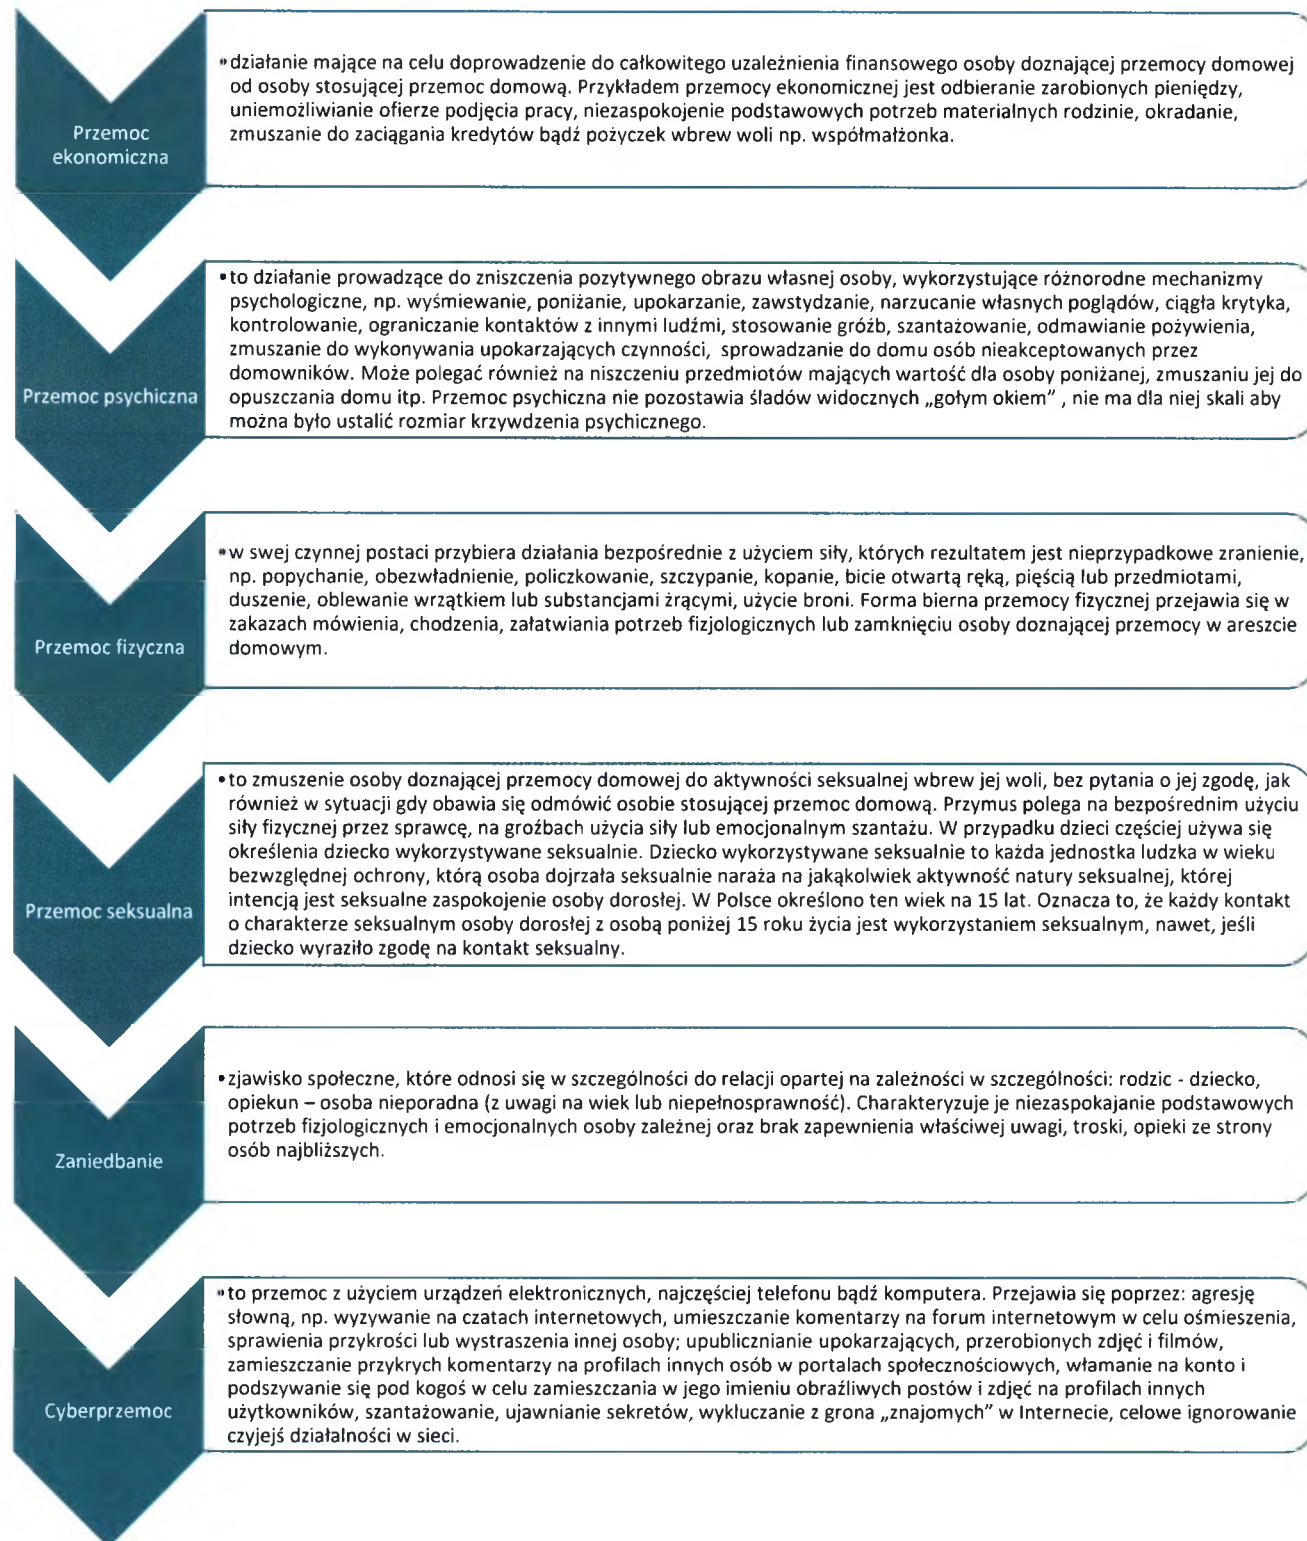 Przemoc
ekonomiczna
•działanie mające na celu doprowadzenie do całkowitego uzależnienia finansowego osoby doznającej przemocy domowej
od osoby stosującej przemoc domową. Przykładem przemocy ekonomicznej jest odbieranie zarobionych pieniędzy,
uniemożliwianie ofierze podjęcia pracy, niezaspokojenie podstawowych potrzeb materialnych rodzinie, okradanie,
zmuszanie do zaciągania kredytów bądź pożyczek wbrew woli np. współmałżonka.
Przemoc psychiczna
•to działanie prowadzące do zniszczenia pozytywnego obrazu własnej osoby, wykorzystujące różnorodne mechanizmy
psychologiczne, np. wyśmiewanie, poniżanie, upokarzanie, zawstydzanie, narzucanie własnych poglądów, ciągła krytyka,
kontrolowanie, ograniczanie kontaktów z innymi ludźmi, stosowanie gróźb, szantażowanie, odmawianie pożywienia,
zmuszanie do wykonywania upokarzających czynności, sprowadzanie do domu osób nieakceptowanych przez
domowników. Może polegać również na niszczeniu przedmiotów mających wartość dla osoby poniżanej, zmuszaniu jej do
opuszczania domu itp. Przemoc psychiczna nie pozostawia śladów widocznych „gołym okiem” , nie ma dla niej skali aby
można było ustalić rozmiar krzywdzenia psychicznego.
Przemoc fizyczna
•w swej czynnej postaci przybiera działania bezpośrednie z użyciem siły, których rezultatem jest nieprzypadkowe zranienie,
np. popychanie, obezwładnienie, policzkowanie, szczypanie, kopanie, bicie otwartą ręką, pięścią lub przedmiotami,
duszenie, oblewanie wrzątkiem lub substancjami żrącymi, użycie broni. Forma bierna przemocy fizycznej przejawia się w
zakazach mówienia, chodzenia, załatwiania potrzeb fizjologicznych lub zamknięciu osoby doznającej przemocy w areszcie
domowym.
Przemoc seksualna
•to zmuszenie osoby doznającej przemocy domowej do aktywności seksualnej wbrew jej woli, bez pytania o jej zgodę, jak
również w sytuacji gdy obawia się odmówić osobie stosującej przemoc domową. Przymus polega na bezpośrednim użyciu
siły fizycznej przez sprawcę, na groźbach użycia siły lub emocjonalnym szantażu. W przypadku dzieci częściej używa się
określenia dziecko wykorzystywane seksualnie. Dziecko wykorzystywane seksualnie to każda jednostka ludzka w wieku
bezwzględnej ochrony, którą osoba dojrzała seksualnie naraża na jakąkolwiek aktywność natury seksualnej, której
intencją jest seksualne zaspokojenie osoby dorosłej. W Polsce określono ten wiek na 15 lat. Oznacza to, że każdy kontakt
o charakterze seksualnym osoby dorosłej z osobą poniżej 15 roku życia jest wykorzystaniem seksualnym, nawet, jeśli
dziecko wyraziło zgodę na kontakt seksualny.
Zaniedbanie
•zjawisko społeczne, które odnosi się w szczególności do relacji opartej na zależności w szczególności: rodzic - dziecko,
opiekun – osoba nieporadna (z uwagi na wiek lub niepełnosprawność). Charakteryzuje je niezaspokajanie podstawowych
potrzeb fizjologicznych i emocjonalnych osoby zależnej oraz brak zapewnienia właściwej uwagi, troski, opieki ze strony
osób najbliższych.
Cyberprzemoc
•to przemoc z użyciem urządzeń elektronicznych, najczęściej telefonu bądź komputera. Przejawia się poprzez: agresję
słowną, np. wyzywanie na czatach internetowych, umieszczanie komentarzy na forum internetowym w celu ośmieszenia,
sprawienia przykrości lub wystraszenia innej osoby; upublicznianie upokarzających, przerobionych zdjęć i filmów,
zamieszczanie przykrych komentarzy na profilach innych osób w portalach społecznościowych, włamanie na konto i
podszywanie się pod kogoś w celu zamieszczania w jego imieniu obraźliwych postów i zdjęć na profilach innych
użytkowników, szantażowanie, ujawnianie sekretów, wykluczanie z grona „znajomych” w Internecie, celowe ignorowanie
czyjejś działalności w sieci.